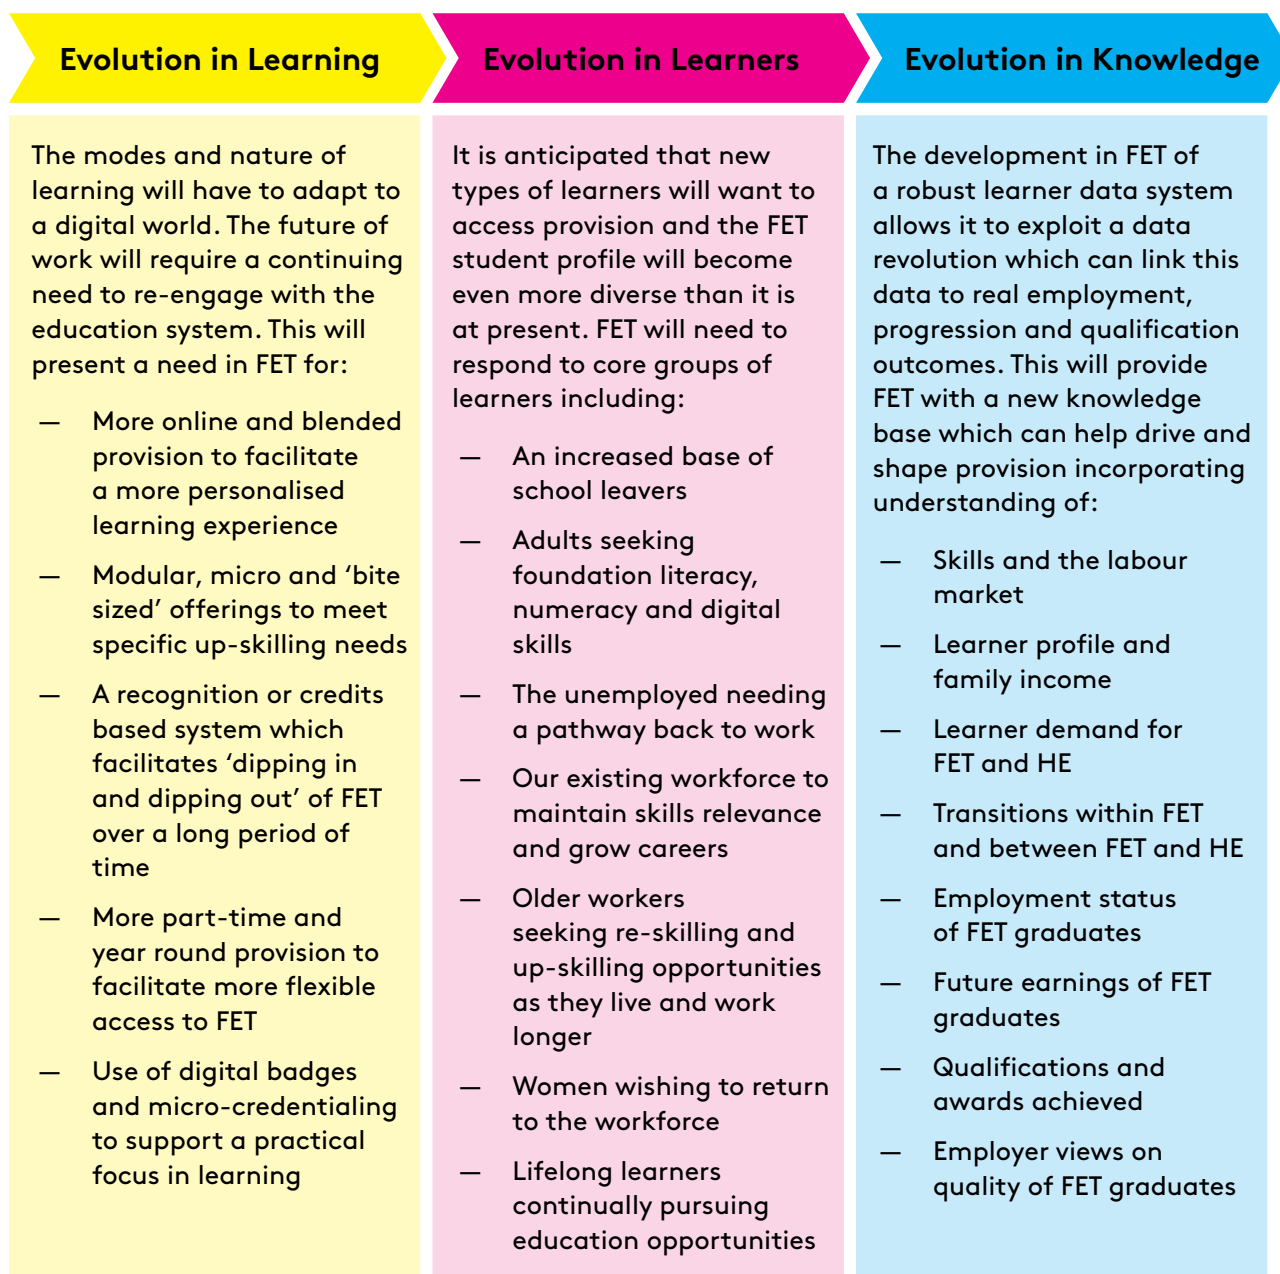 Evolution in Learning
The modes and nature of
learning will have to adapt to
a digital world. The future of
work will require a continuing
need to re-engage with the
education system. This will
present a need in FET for:
— More online and blended
provision to facilitate
a more personalised
learning experience
— Modular, micro and ‘bite
sized’ offerings to meet
specific up-skilling needs
— A recognition or credits
based system which
facilitates ‘dipping in
and dipping out’ of FET
over a long period of
time
— More part-time and
year round provision to
facilitate more flexible
access to FET
— Use of digital badges
and micro-credentialing
to support a practical
focus in learning
Evolution in Learners
It is anticipated that new
types of learners will want to
access provision and the FET
student profile will become
even more diverse than it is
at present. FET will need to
respond to core groups of
learners including:
— An increased base of
school leavers
— Adults seeking
foundation literacy,
numeracy and digital
skills
— The unemployed needing
a pathway back to work
— Our existing workforce to
maintain skills relevance
and grow careers
— Older workers
seeking re-skilling and
up-skilling opportunities
as they live and work
longer
— Women wishing to return
to the workforce
— Lifelong learners
continually pursuing
education opportunities
Evolution in Knowledge
The development in FET of
a robust learner data system
allows it to exploit a data
revolution which can link this
data to real employment,
progression and qualification
outcomes. This will provide
FET with a new knowledge
base which can help drive and
shape provision incorporating
understanding of:
— Skills and the labour
market
— Learner profile and
family income
— Learner demand for
FET and HE
— Transitions within FET
and between FET and HE
— Employment status
of FET graduates
— Future earnings of FET
graduates
— Qualifications and
awards achieved
— Employer views on
quality of FET graduates